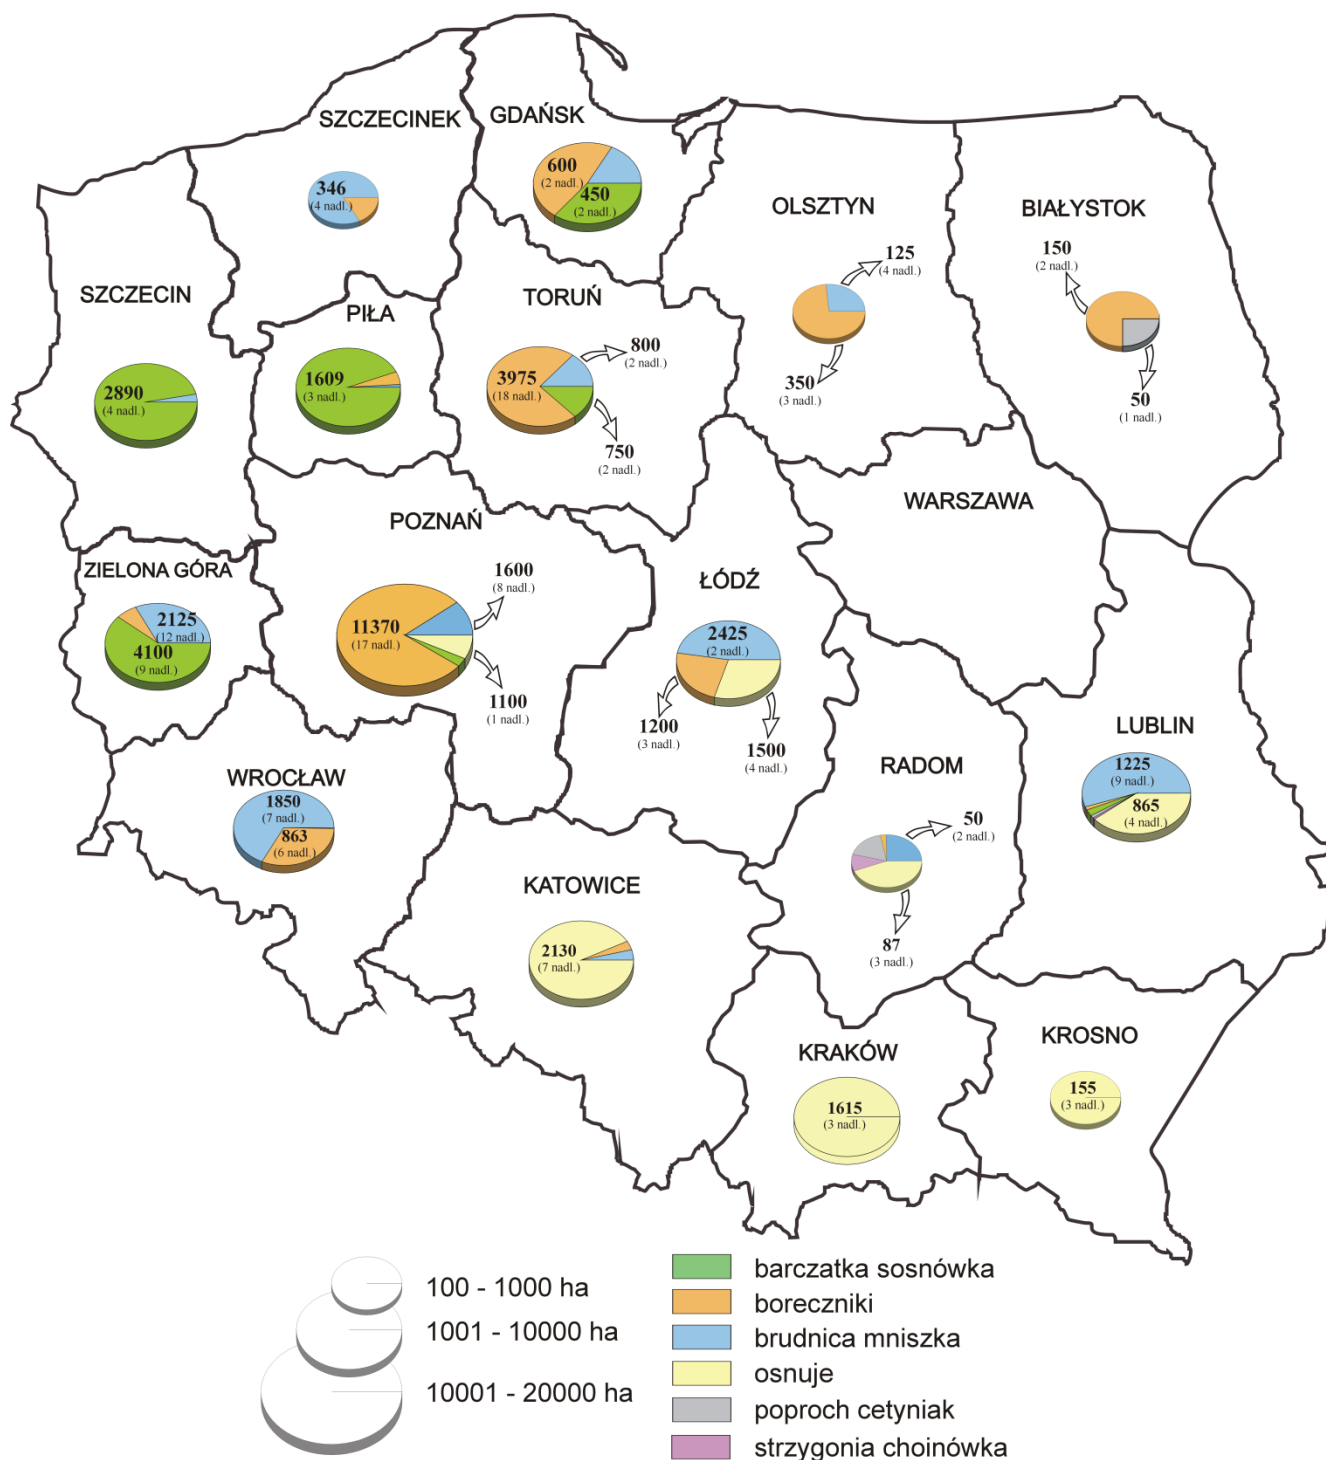 SZCZECINEK
346
(4 nadl.)
GDAŃSK
600
(2 nadl.)
450
(2 nadl.)
OLSZTYN
125
(4 nadl.)
350
(3 nadl.)
BIAŁYSTOK
150
(2 nadl.)
50
(1 nadl.)
SZCZECIN
2890
(4 nadl.)
PIŁA
1609
(3 nadl.)
TORUŃ
3975
(18 nadl.)
800
(2 nadl.)
750
(2 nadl.)
WARSZAWA
POZNAŃ
11370
(17 nadl.)
1600
(8 nadl.)
1100
(1 nadl.)
ZIELONA GÓRA
2125
(12 nadl.)
4100
(9 nadl.)
ŁÓDŹ
2425
(2 nadl.)
1200
(3 nadl.)
1500
(4 nadl.)
LUBLIN
1225
(9 nadl.)
865
(4 nadl.)
RADOM
50
(2 nadl.)
87
(3 nadl.)
WROCŁAW
1850
(7 nadl.)
863
(6 nadl.)
KATOWICE
2130
(7 nadl.)
KRAKÓW
1615
(3 nadl.)
KROSNO
155
(3 nadl.)
100 - 1000 ha
1001 - 10000 ha
10001 - 20000 ha
barczatka sosnówka
boreczniki
brudnica mniszka
osnuje
poproch cetyniak
strzygonia choinówka